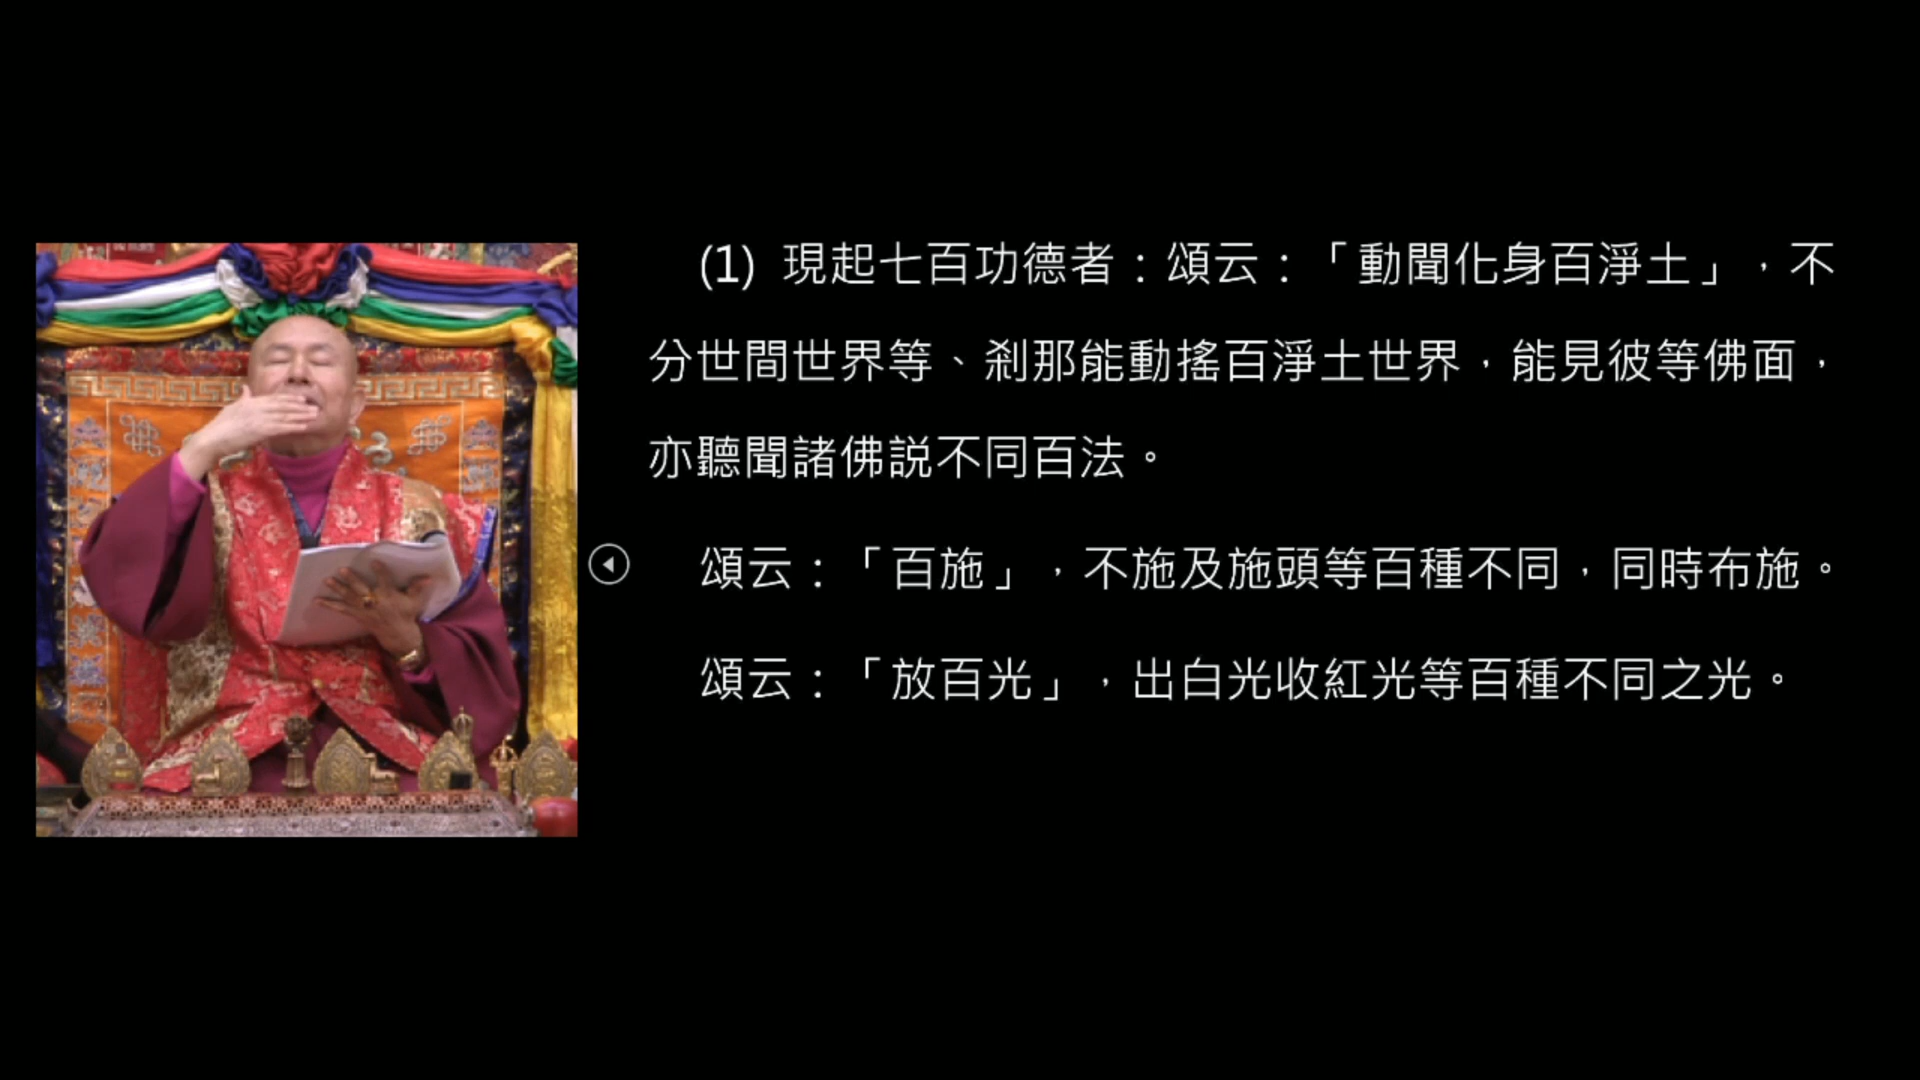 (1) 現起七百功德者：頌云：「動聞化身百淨土」，不
分世間世界等、剎那能動搖百淨土世界，能見彼等佛面，
亦聽聞諸佛説不同百法。
頌云：「百施」，不施及施頭等百種不同，同時布施。
頌云：「放百光」，出白光收紅光等百種不同之光。